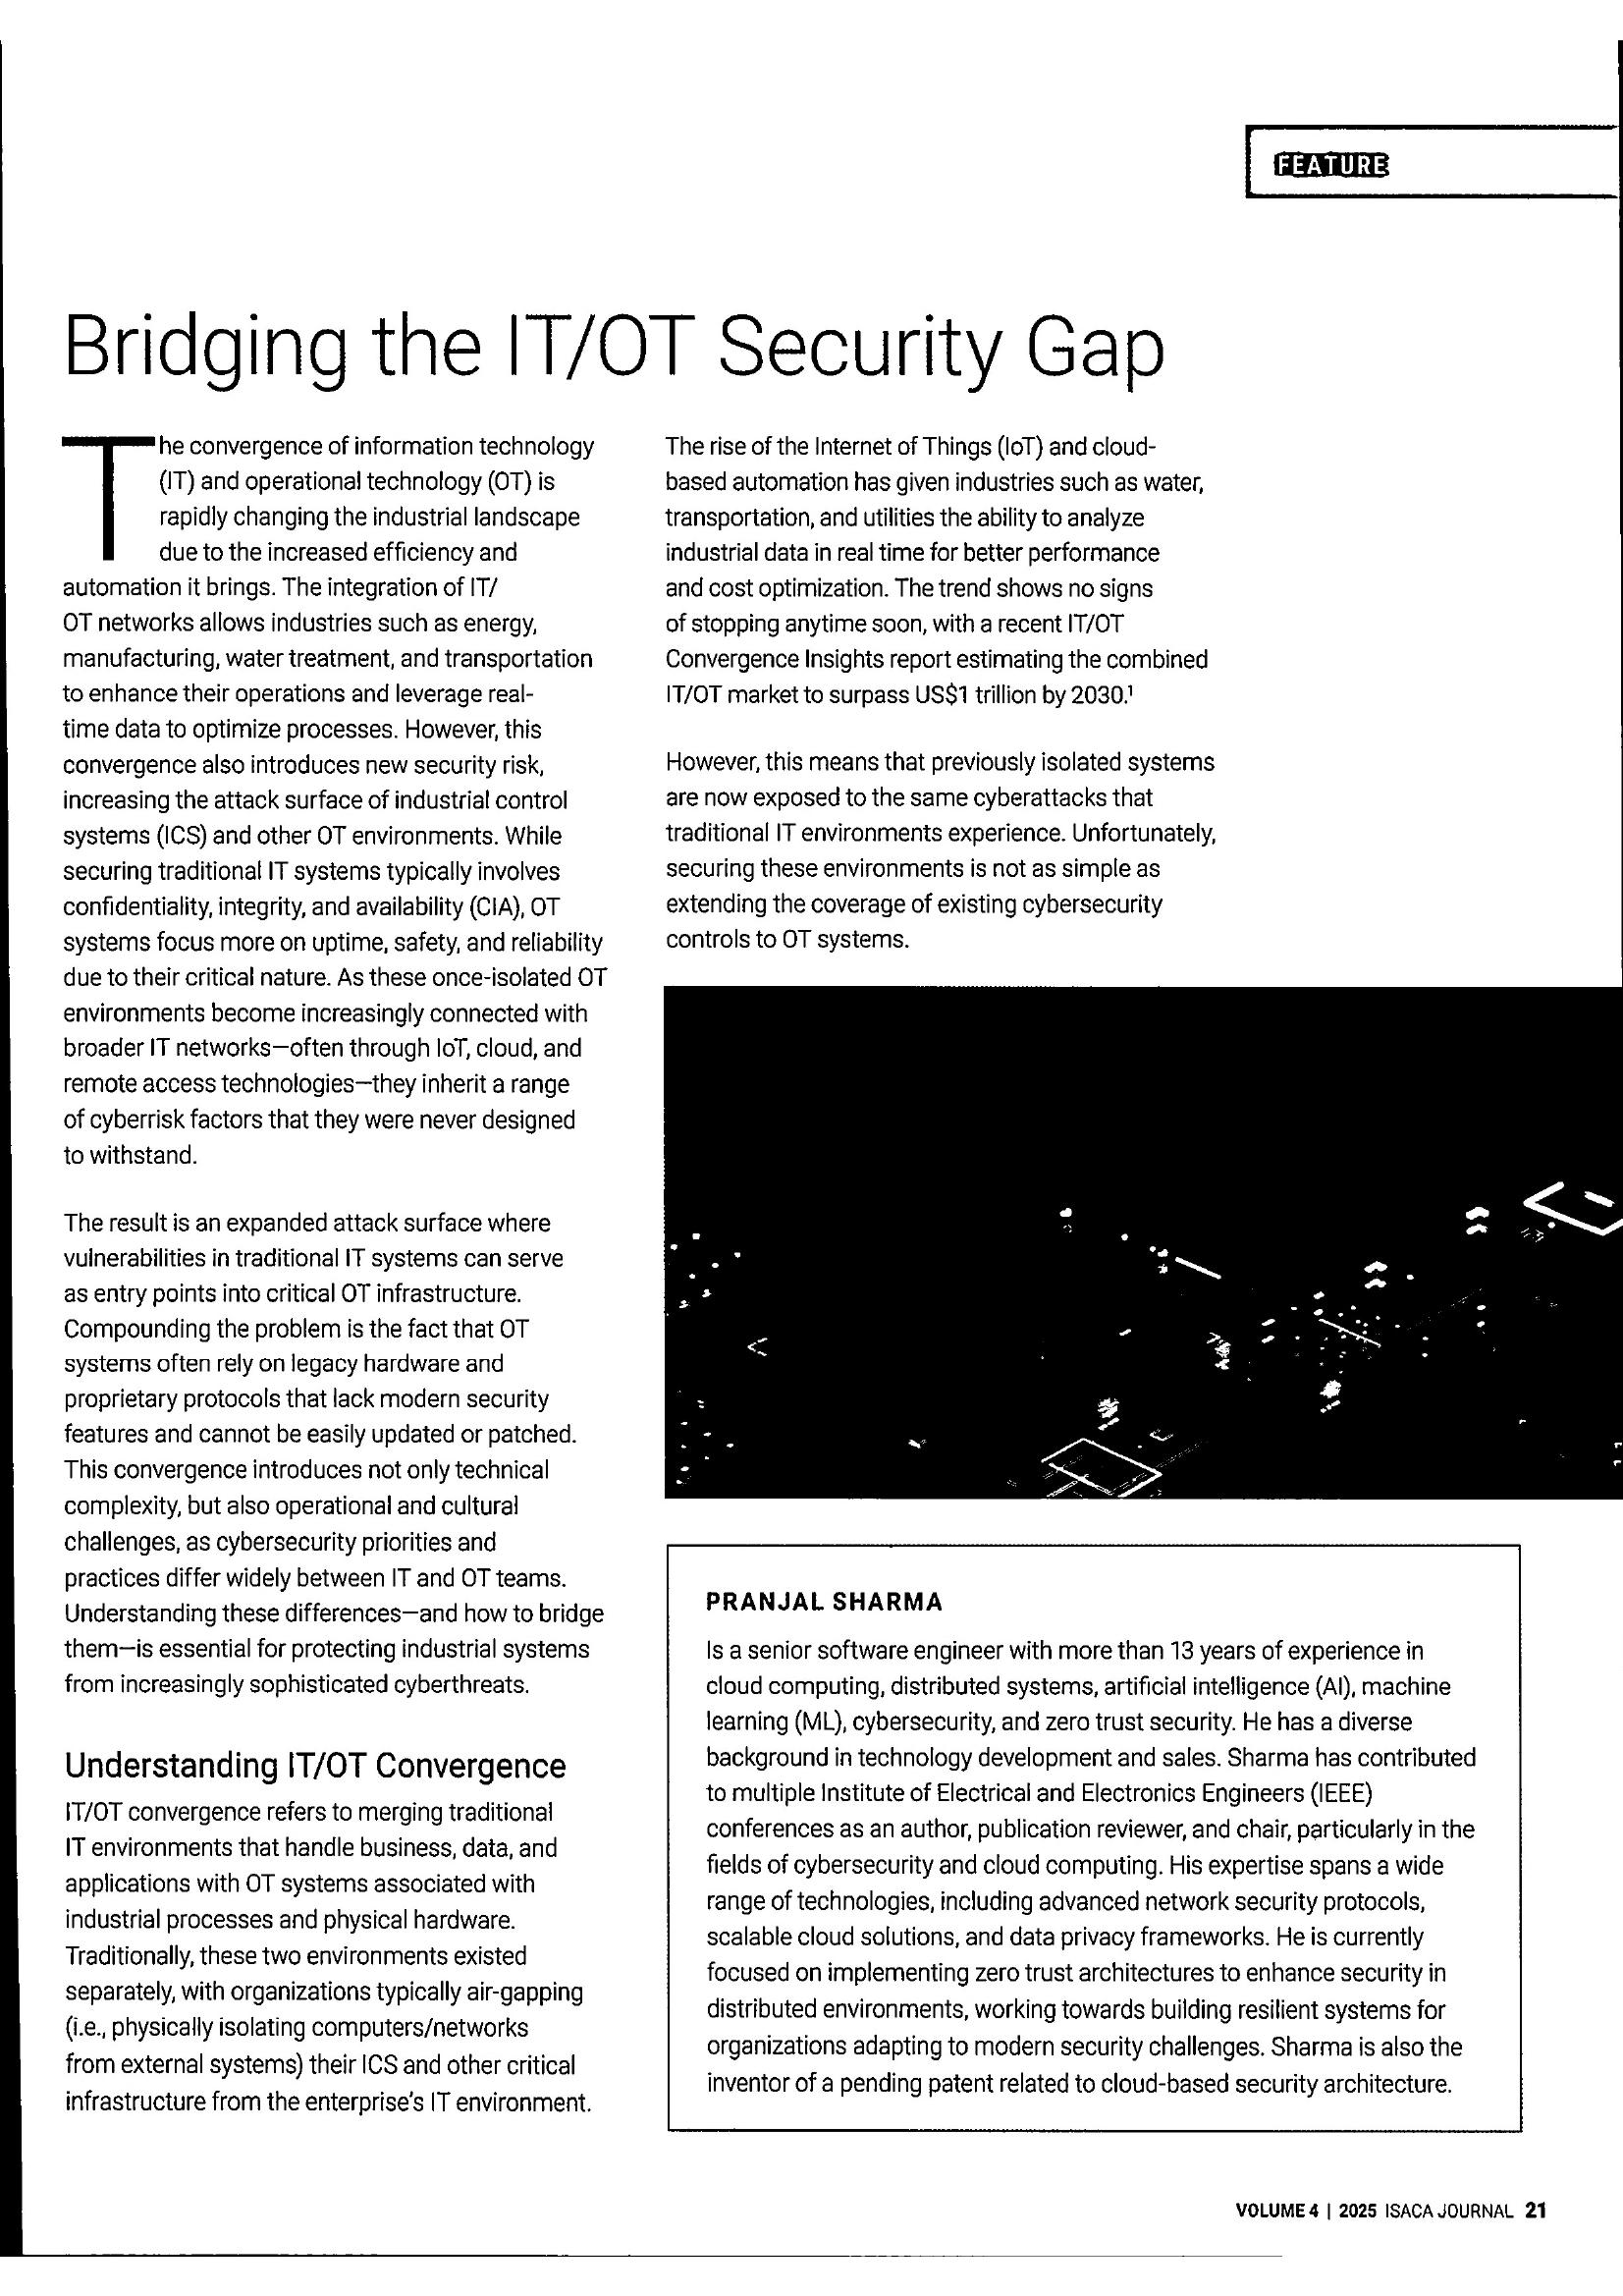 FEATURE
Bridging the IT/OT Security Gap
The convergence of information technology
(IT) and operational technology (OT) is
rapidly changing the industrial landscape
due to the increased efficiency and
automation it brings. The integration of IT/
OT networks allows industries such as energy,
manufacturing, water treatment, and transportation
to enhance their operations and leverage real-
time data to optimize processes. However, this
convergence also introduces new security risk,
increasing the attack surface of industrial control
systems (ICS) and other OT environments. While
securing traditional IT systems typically involves
confidentiality, integrity, and availability (CIA), OT
systems focus more on uptime, safety, and reliability
due to their critical nature. As these once-isolated OT
environments become increasingly connected with
broader IT networks—often through IoT, cloud, and
remote access technologies—they inherit a range
of cyberrisk factors that they were never designed
to withstand.
The result is an expanded attack surface where
vulnerabilities in traditional IT systems can serve
as entry points into critical OT infrastructure.
Compounding the problem is the fact that OT
systems often rely on legacy hardware and
proprietary protocols that lack modern security
features and cannot be easily updated or patched.
This convergence introduces not only technical
complexity, but also operational and cultural
challenges, as cybersecurity priorities and
practices differ widely between IT and OT teams.
Understanding these differences—and how to bridge
them—is essential for protecting industrial systems
from increasingly sophisticated cyberthreats.
Understanding IT/OT Convergence
IT/OT convergence refers to merging traditional
IT environments that handle business, data, and
applications with OT systems associated with
industrial processes and physical hardware.
Traditionally, these two environments existed
separately, with organizations typically air-gapping
(i.e., physically isolating computers/networks
from external systems) their ICS and other critical
infrastructure from the enterprise's IT environment.
The rise of the Internet of Things (IoT) and cloud-
based automation has given industries such as water,
transportation, and utilities the ability to analyze
industrial data in real time for better performance
and cost optimization. The trend shows no signs
of stopping anytime soon, with a recent IT/OT
Convergence Insights report estimating the combined
IT/OT market to surpass US$1 trillion by 2030.¹
However, this means that previously isolated systems
are now exposed to the same cyberattacks that
traditional IT environments experience. Unfortunately,
securing these environments is not as simple as
extending the coverage of existing cybersecurity
controls to OT systems.
PRANJAL SHARMA
Is a senior software engineer with more than 13 years of experience in
cloud computing, distributed systems, artificial intelligence (AI), machine
learning (ML), cybersecurity, and zero trust security. He has a diverse
background in technology development and sales. Sharma has contributed
to multiple Institute of Electrical and Electronics Engineers (IEEE)
conferences as an author, publication reviewer, and chair, particularly in the
fields of cybersecurity and cloud computing. His expertise spans a wide
range of technologies, including advanced network security protocols,
scalable cloud solutions, and data privacy frameworks. He is currently
focused on implementing zero trust architectures to enhance security in
distributed environments, working towards building resilient systems for
organizations adapting to modern security challenges. Sharma is also the
inventor of a pending patent related to cloud-based security architecture.
VOLUME 4 | 2025 ISACA JOURNAL 21